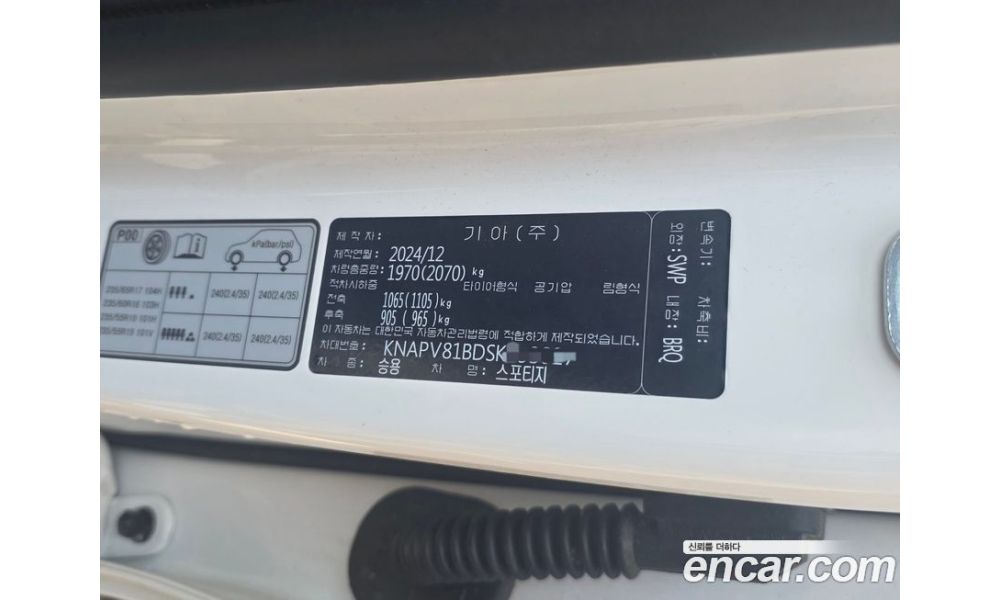 P00
kPa(bar/psi)
235/65R17 104H 240(2.4/35) 240(2.4/35)
240(2.4/35) 240(2.4/35)
제 작 자: 기 아 ( 주 )
제작연월: 2024/12
차량총중량: 1970(2070) kg
적차시하중 타이어형식 공기압 림형식
전축 1065(1105)kg
후축 905( 965)kg
이 자동차는 대한민국 자동차관리법령에 적합하게 제작되었습니다.
차대번호: KNAPV81BDSK
차 종: 승용 차 명: 스포티지
변속기: 차축비:
외장: SWP 내장: BRQ
신뢰를 더하다
encar.com